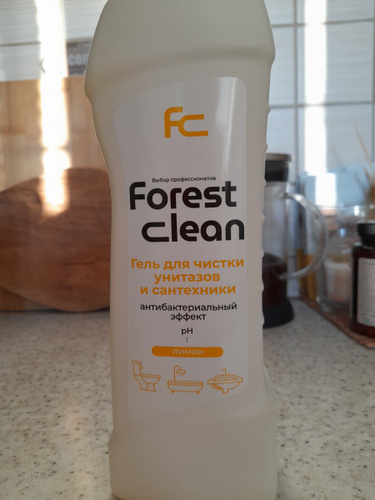 FC
Выбор профессионалов
Forest
clean
Гель для чистки
унитазов
и сантехники
антибактериальный
эффект
pH
1
ЛИМОН